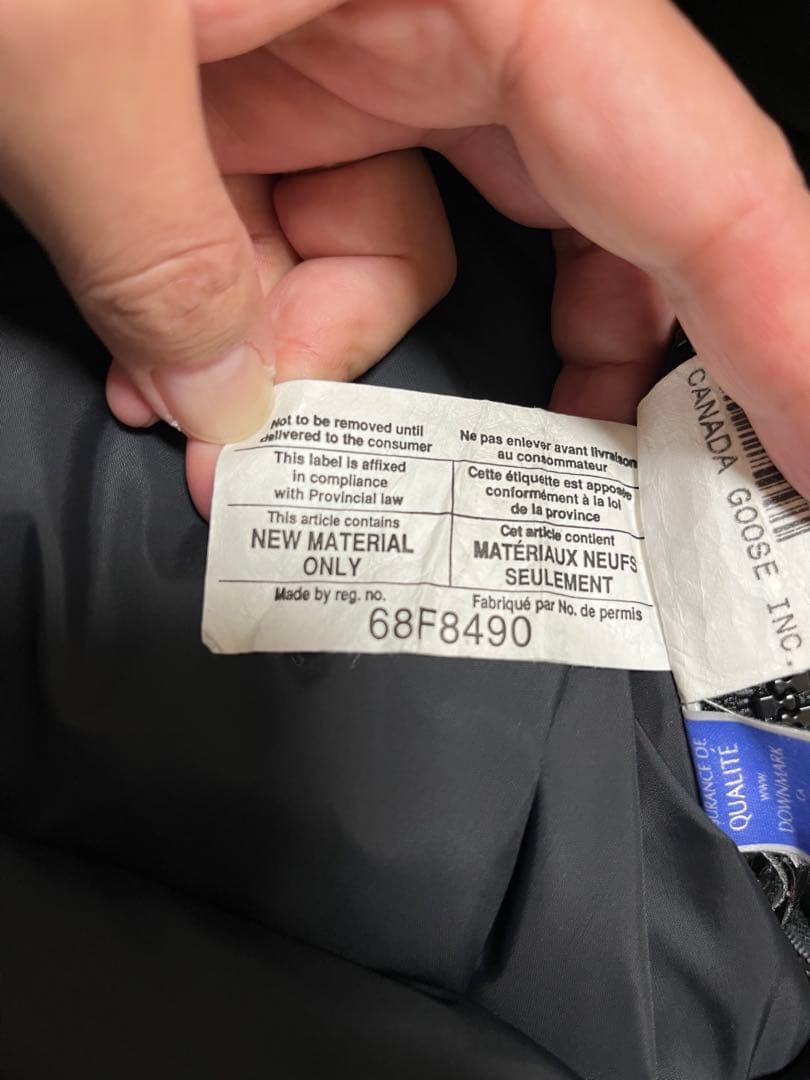 Not to be removed until
delivered to the consumer
Ne pas enlever avant livraison
au consommateur
This label is affixed
in compliance
with Provincial law
Cette étiquette est apposée
conformément à la loi
de la province
This article contains
NEW MATERIAL
ONLY
Cet article contient
MATÉRIAUX NEUFS
SEULEMENT
Made by reg. no.
Fabriqué par No. de permis
68F8490
CANADA GOOSE INC.
DE
QUALITÉ
www.
DOWNMARK